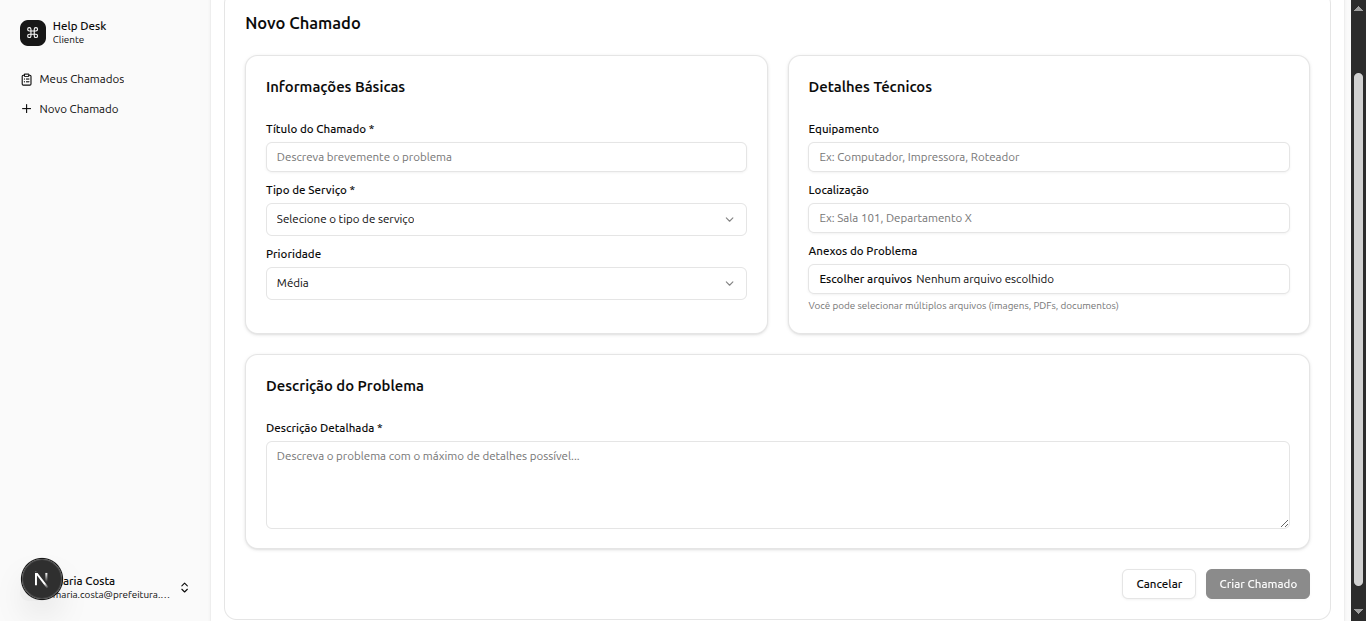 Help Desk
Cliente
Meus Chamados
Novo Chamado
Novo Chamado
Informações Básicas
Título do Chamado *
Descreva brevemente o problema
Tipo de Serviço *
Selecione o tipo de serviço
Prioridade
Média
Detalhes Técnicos
Equipamento
Ex: Computador, Impressora, Roteador
Localização
Ex: Sala 101, Departamento X
Anexos do Problema
Escolher arquivos Nenhum arquivo escolhido
Você pode selecionar múltiplos arquivos (imagens, PDFs, documentos)
Descrição do Problema
Descrição Detalhada *
Descreva o problema com o máximo de detalhes possível...
Cancelar
Criar Chamado
N
aria Costa
maria.costa@prefeitura....